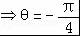 ⇒θ = - π/4